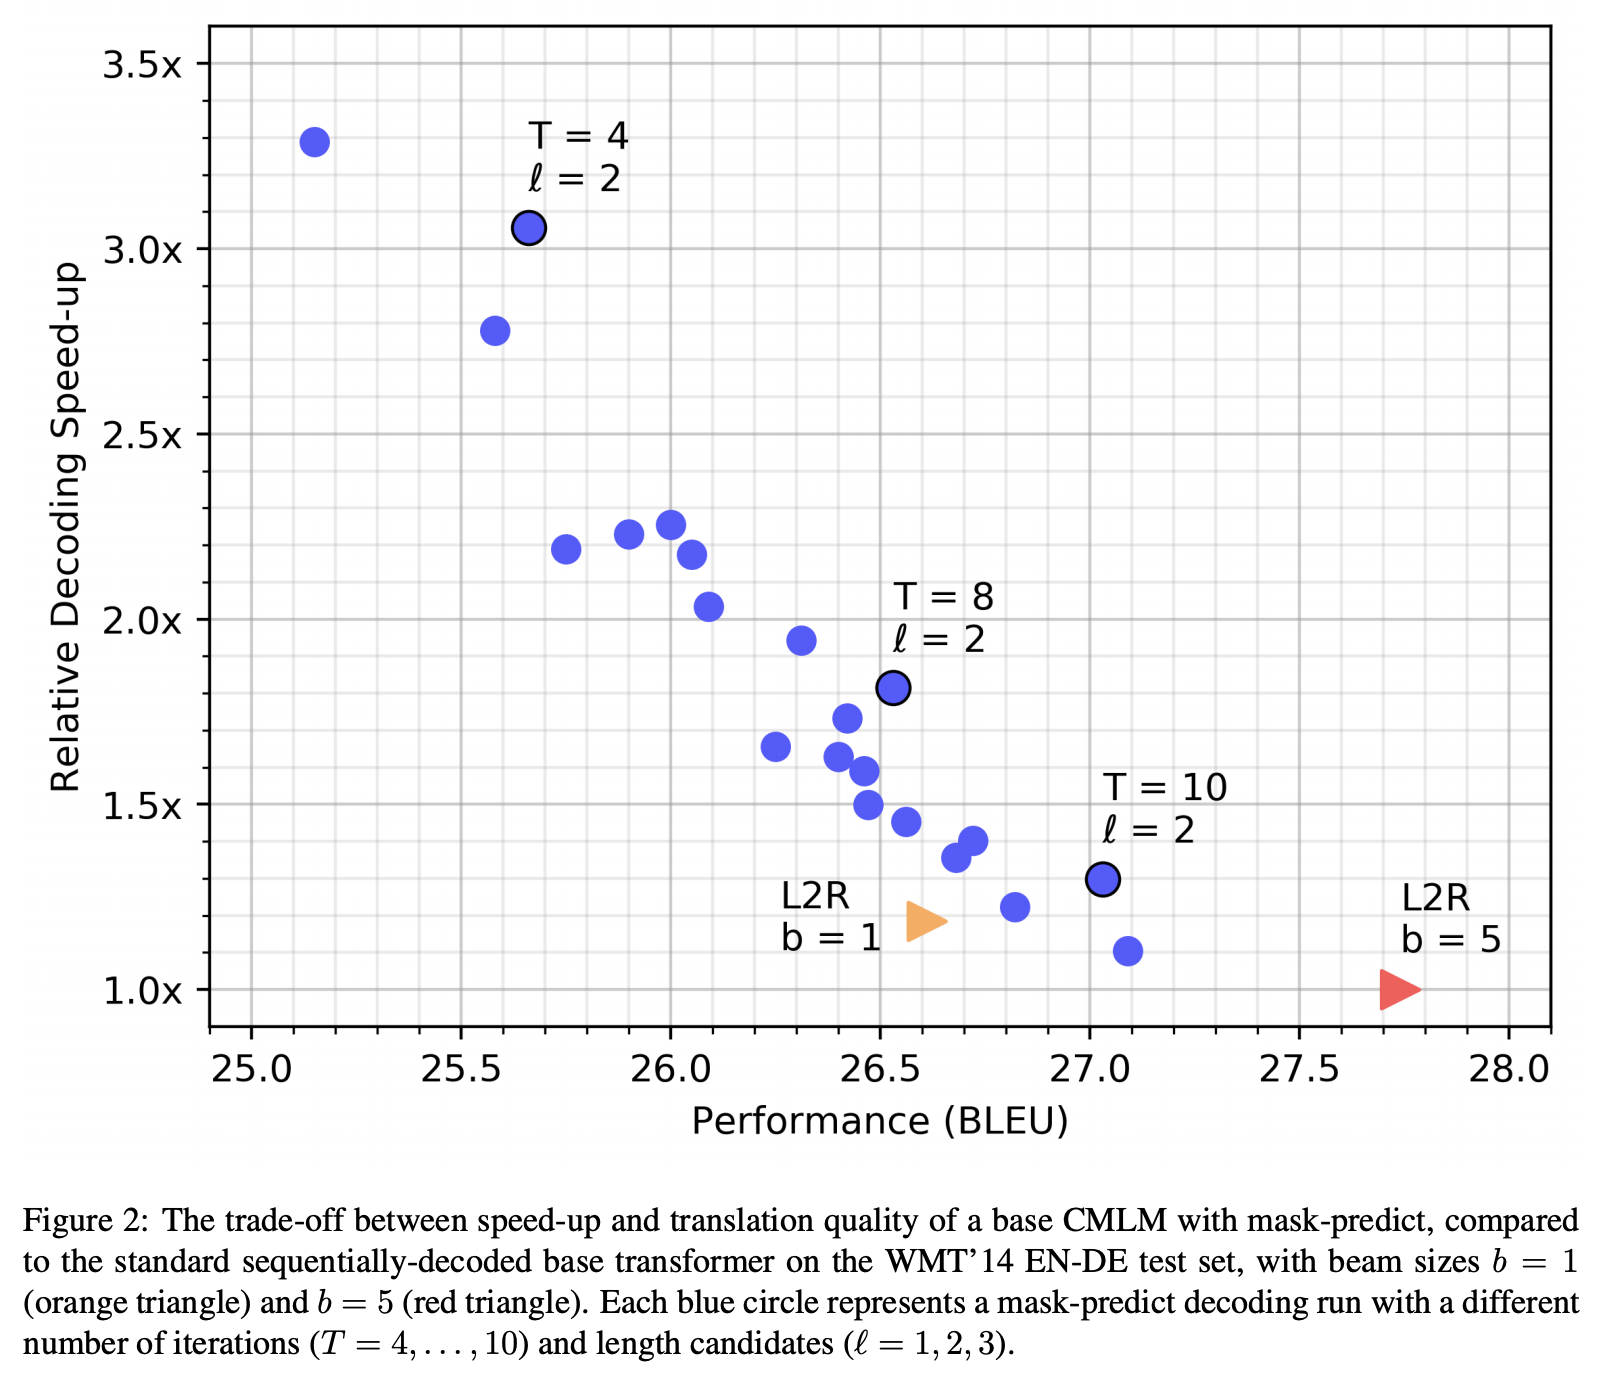 3.5x
T = 4
ℓ = 2
3.0x
2.5x
T = 8
ℓ = 2
2.0x
T = 10
ℓ = 2
1.5x
L2R
b = 1
L2R
b = 5
1.0x
Relative Decoding Speed-up
25.0 25.5 26.0 26.5 27.0 27.5 28.0
Performance (BLEU)
Figure 2: The trade-off between speed-up and translation quality of a base CMLM with mask-predict, compared
to the standard sequentially-decoded base transformer on the WMT’14 EN-DE test set, with beam sizes b = 1
(orange triangle) and b = 5 (red triangle). Each blue circle represents a mask-predict decoding run with a different
number of iterations (T = 4, . . . , 10) and length candidates (ℓ = 1, 2, 3).